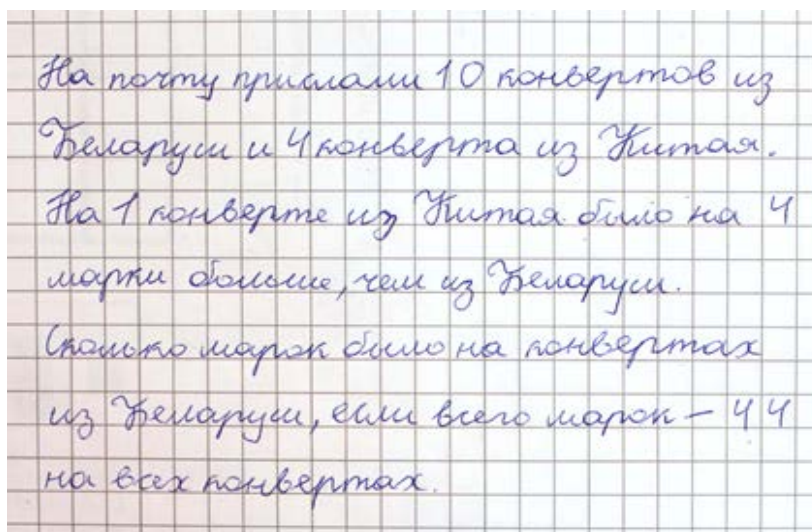 На почту прислали 10 конвертов из
Беларуси и 4 конверта из Китая.
На 1 конверте из Китая было на 4
марки больше, чем из Беларуси.
Сколько марок было на конвертах
из Беларуси, если всего марок – 44
на всех конвертах.